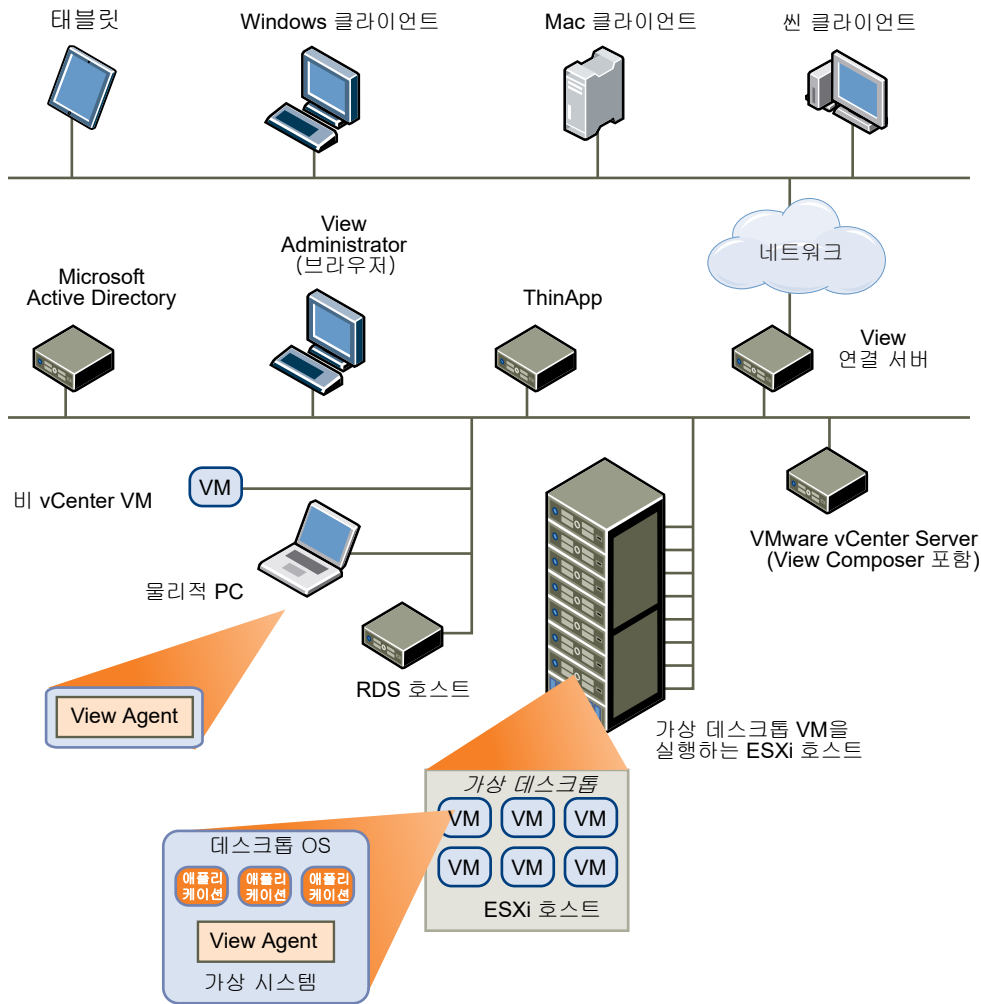 태블릿
Windows 클라이언트
Mac 클라이언트
씬 클라이언트
네트워크
View
Administrator
(브라우저)
Microsoft
Active Directory
ThinApp
View
연결 서버
비 vCenter VM
VM
물리적 PC
VMware vCenter Server
(View Composer 포함)
RDS 호스트
View Agent
가상 데스크톱 VM을
실행하는 ESXi 호스트
가상 데스크톱
VM VM VM
VM VM VM
ESXi 호스트
데스크톱 OS
애플리
케이션
애플리
케이션
애플리
케이션
View Agent
가상 시스템